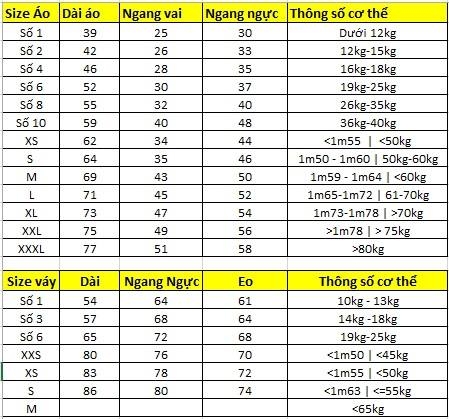 Size Áo Dài áo Ngang vai Ngang ngực Thông số cơ thể
Số 1 39 25 30 Dưới 12kg
Số 2 42 26 33 12kg-15kg
Số 4 46 28 35 16kg-18kg
Số 6 52 30 37 19kg-25kg
Số 8 55 32 40 26kg-35kg
Số 10 59 40 48 36kg-40kg
XS 62 34 44 <1m55 | <50kg
S 64 35 46 1m50 - 1m60 | 50kg-60kg
M 69 43 50 1m59 - 1m64 | <60kg
L 71 45 52 1m65-1m72 | 61-70kg
XL 73 47 54 1m73-1m78 | >70kg
XXL 75 49 56 >1m78 | > 75kg
XXXL 77 51 58 >80kg
Size váy Dài Ngang Ngực Eo Thông số cơ thể
Số 1 54 64 61 10kg - 13kg
Số 3 57 68 64 14kg -18kg
Số 6 65 72 68 19kg-25kg
XXS 80 76 70 <1m50 | <45kg
XS 83 78 72 <1m55 | <50kg
S 86 80 74 <1m63 | <=55kg
M <65kg